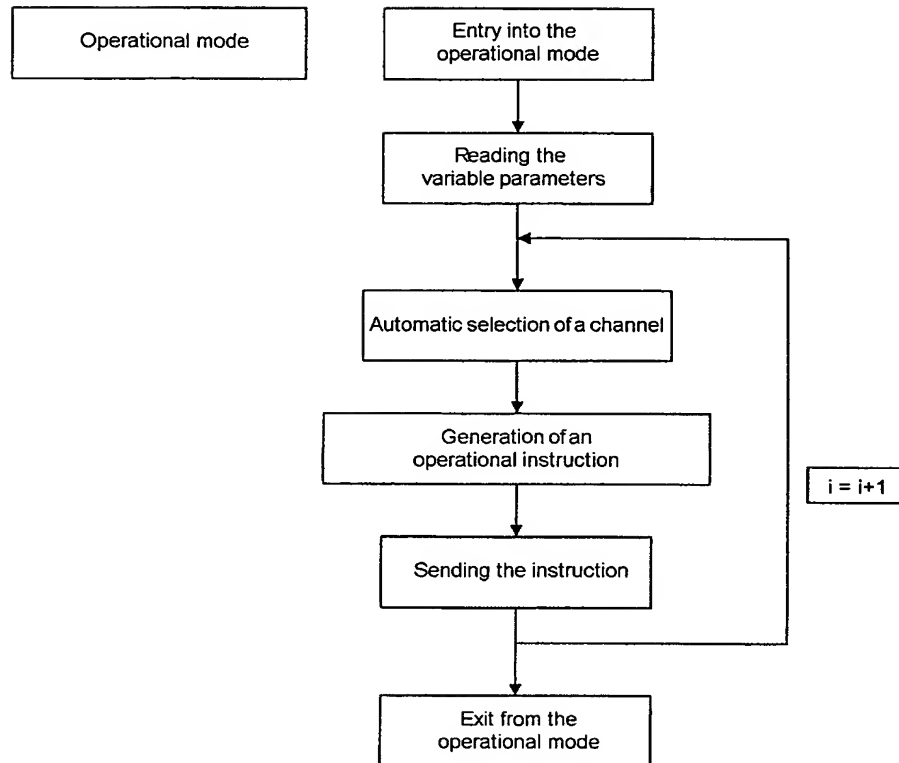 Operational mode
Entry into the
operational mode
Reading the
variable parameters
Automatic selection of a channel
Generation of an
operational instruction
i = i+1
Sending the instruction
Exit from the
operational mode